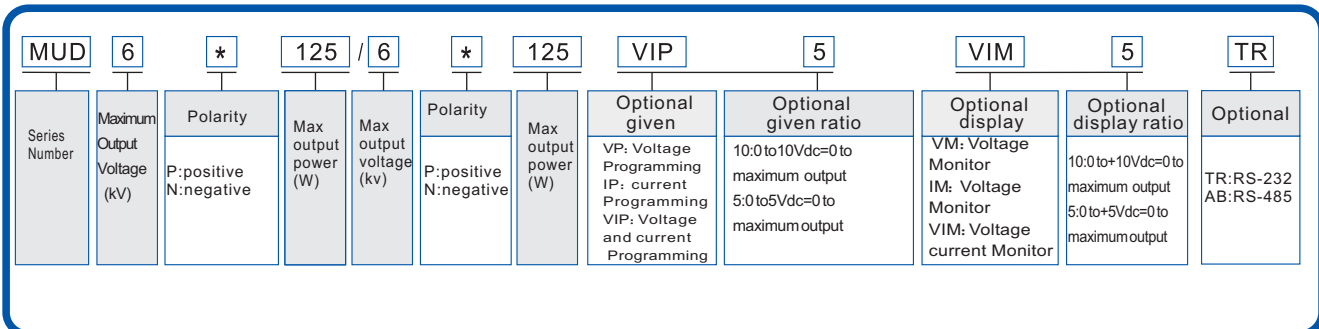 MUD 6 * 125 / 6 * 125 VIP 5 VIM 5 TR
Series
Number
Maximum
Output
Voltage
(kV)
Polarity
P:positive
N:negative
Max
output
power
(W)
Max
output
voltage
(kv)
Polarity
P:positive
N:negative
Max
output
power
(W)
Optional
given
VP: Voltage
Programming
IP: current
Programming
VIP: Voltage
and current
Programming
Optional
given ratio
10:0 to10Vdc=0 to
maximum output
5:0 to5Vdc=0 to
maximum output
Optional
display
VM: Voltage
Monitor
IM: Voltage
Monitor
VIM: Voltage
current Monitor
Optional
display ratio
10:0 to+10Vdc=0 to
maximum output
5:0 to+5Vdc=0 to
maximum output
Optional
TR:RS-232
AB:RS-485